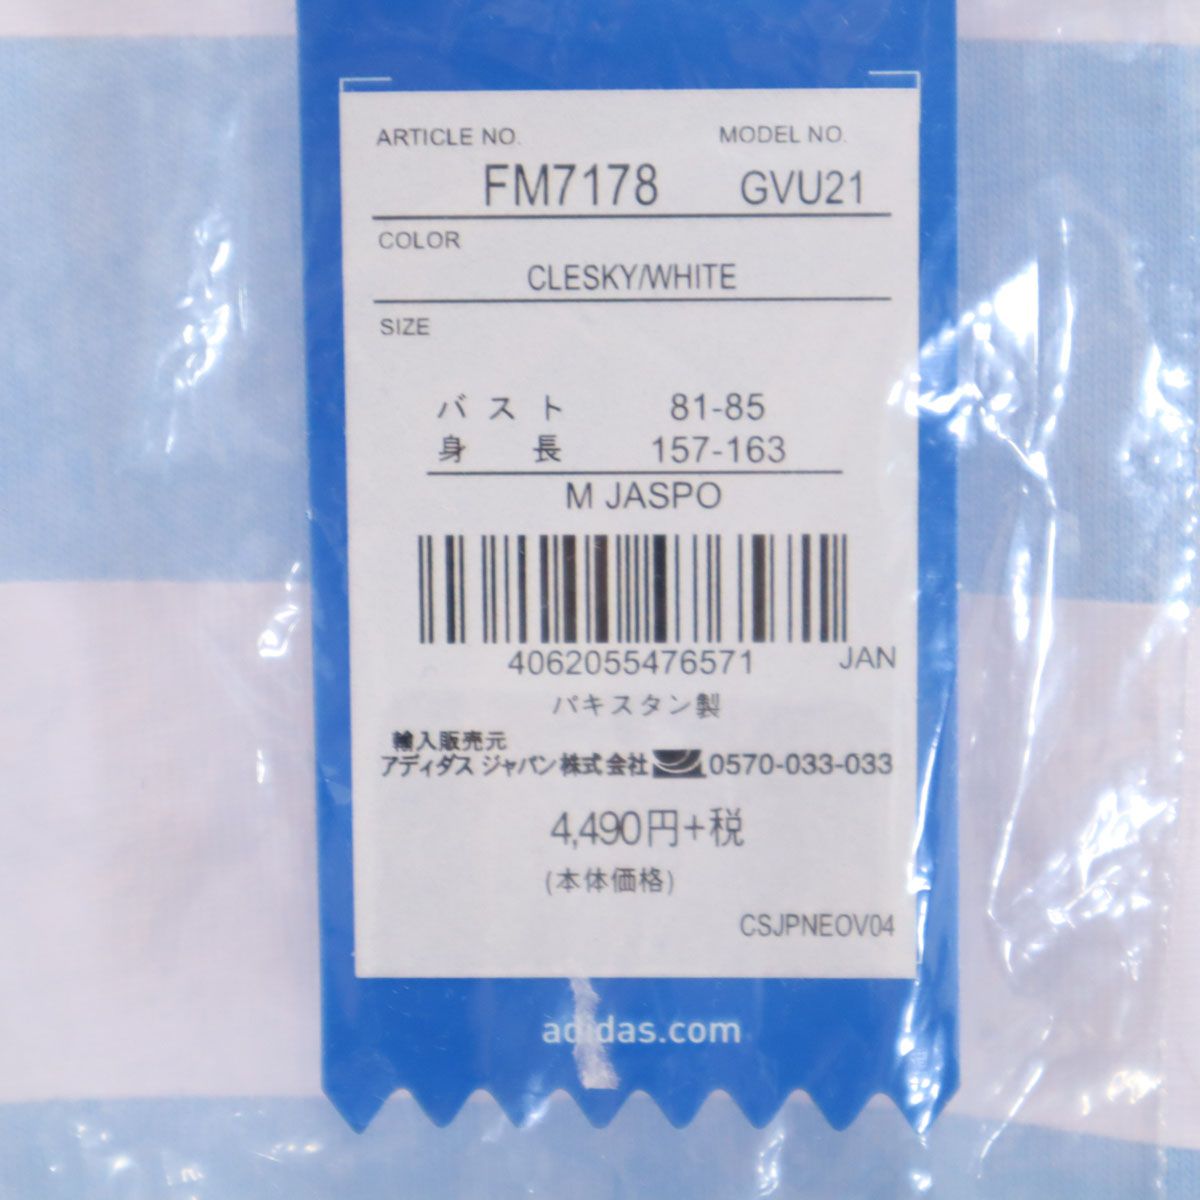 ARTICLE NO. MODEL NO.
FM7178 GVU21
COLOR
CLESKY/WHITE
SIZE
バスト 81-85
身長 157-163
M JASPO
4062055476571 JAN
パキスタン製
輸入販売元
アディダス ジャパン株式会社 0570-033-033
4,490円+税
(本体価格)
CSJPNEOV04
adidas.com